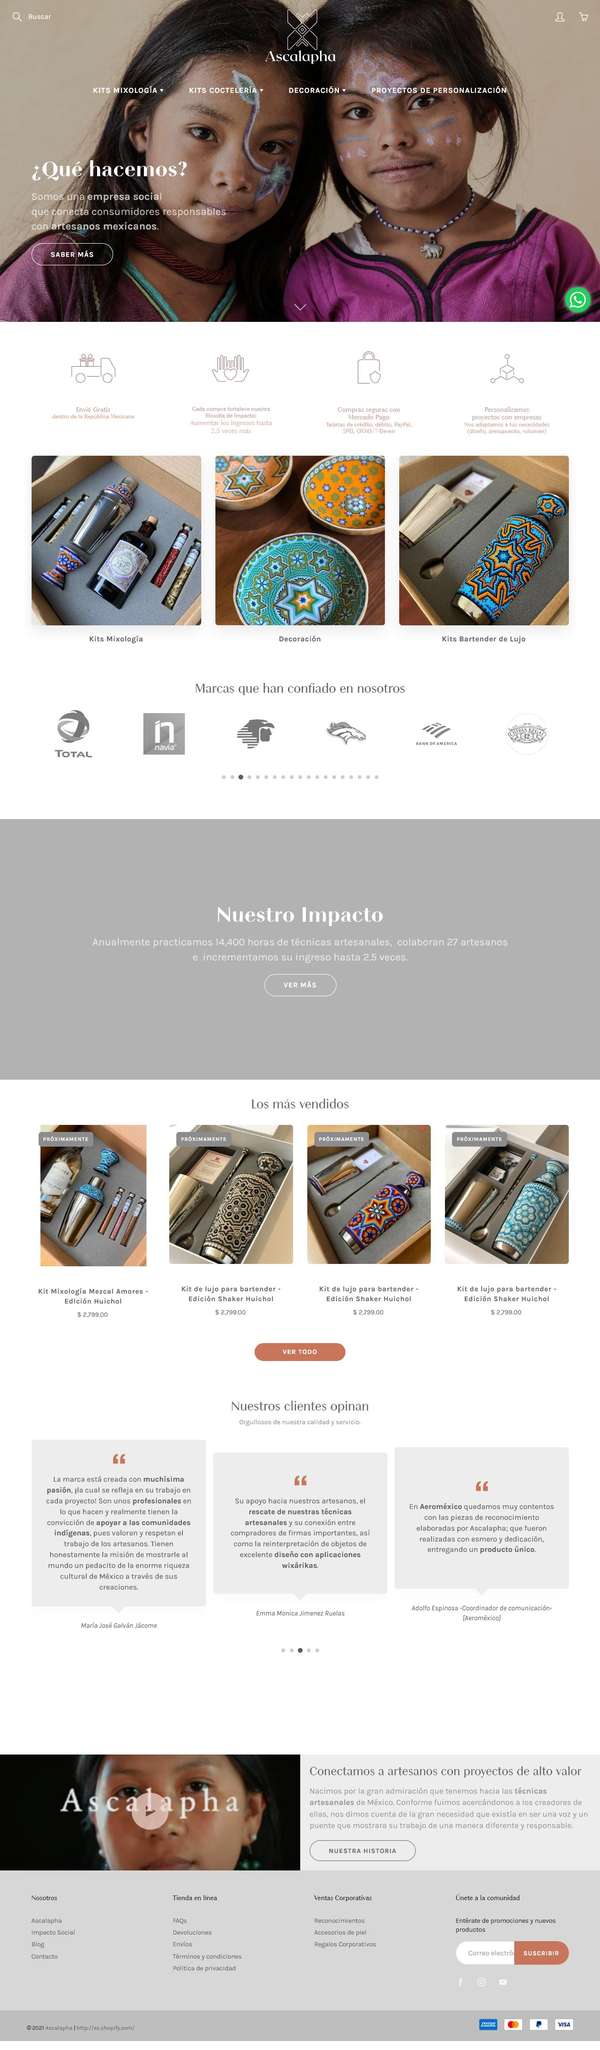 Buscar
Ascalapha
KITS MIXOLOGÍA ▾ KITS COCTELERÍA ▾ DECORACIÓN ▾ PROYECTOS DE PERSONALIZACIÓN
¿Qué hacemos?
Somos una empresa social
que conecta consumidores responsables
con artesanos mexicanos.
SABER MÁS
Envío Gratis
dentro de la República Mexicana
Cada compra fortalece nuestra
filosofía de impacto:
Aumentar los ingresos hasta
2.5 veces más
Compras seguras con
Mercado Pago
Tarjetas de crédito, débito, PayPal,
Personalizamos
proyectos con empresas
Nos adaptamos a tus necesidades
(diseño, presupuesto, volumen)
Kits Mixología
Decoración
Kits Bartender de Lujo
Marcas que han confiado en nosotros
TOTAL
n
navia
BANK OF AMERICA
Nuestro Impacto
Anualmente practicamos 14,400 horas de técnicas artesanales, colaboran 27 artesanos
e incrementamos su ingreso hasta 2.5 veces.
VER MÁS
Los más vendidos
PRÓXIMAMENTE
PRÓXIMAMENTE
PRÓXIMAMENTE
PRÓXIMAMENTE
Kit Mixología Mezcal Amores -
Edición Huichol
$ 2,799.00
Kit de lujo para bartender -
Edición Shaker Huichol
$ 2,799.00
Kit de lujo para bartender -
Edición Shaker Huichol
$ 2,799.00
Kit de lujo para bartender -
Edición Shaker Huichol
$ 2,799.00
VER TODO
Nuestros clientes opinan
Orgullosos de nuestra calidad y servicio.
La marca está creada con muchísima
pasión, ¡la cual se refleja en su trabajo en
cada proyecto! Son unos profesionales en
lo que hacen y realmente tienen la
convicción de apoyar a las comunidades
indígenas, pues valoren y respetan el
trabajo de los artesanos. Tienen
honestamente la misión de mostrarle al
mundo un pedacito de la enorme riqueza
cultural de México a través de sus
creaciones.
María José Galván Jácome
Su apoyo hacia nuestros artesanos, el
rescate de nuestras técnicas
artesanales y su conexión entre
compradores de firmas importantes, así
como la reinterpretación de objetos de
excelente diseño con aplicaciones
wixárikas.
Emma Monica Jimenez Ruelas
En Aeroméxico quedamos muy contentos
con las piezas de reconocimiento
elaboradas por Ascalapha; que fueron
realizadas con esmero y dedicación,
entregando un producto único.
Adolfo Espinosa -Coordinador de comunicación-
(Aeroméxico)
Ascalapha
Conectamos a artesanos con proyectos de alto valor
Nacimos por la gran admiración que tenemos hacia las técnicas
artesanales de México. Conforme fuimos acercándonos a los creadores de
ellas, nos dimos cuenta de la gran necesidad que existía en ser una voz y un
puente que mostrara su trabajo de una manera diferente y responsable.
NUESTRA HISTORIA
Nosotros
Ascalapha
Impacto Social
Blog
Contacto
Tienda en línea
FAQs
Devoluciones
Envíos
Términos y condiciones
Política de privacidad
Ventas Corporativas
Reconocimientos
Accesorios de piel
Regalos Corporativos
Únete a la comunidad
Entérate de promociones y nuevos
productos
Correo electró
SUSCRIBIR
© 2021 Ascalapha | http://es.shopify.com/
VISA